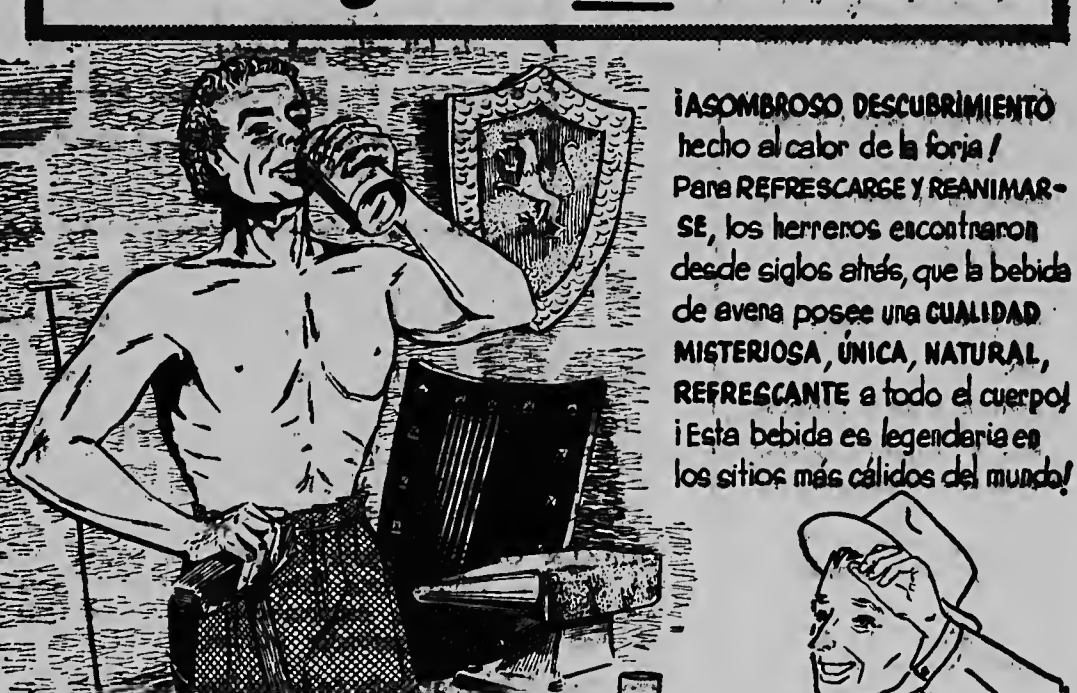 ¡ASOMBROSO DESCUBRIMIENTO
hecho al calor de la forja!
Para REFRESCARSE Y REANIMAR-
SE, los herreros encontraron
desde siglos atrás, que la bebida
de avena posee una CUALIDAD
MISTERIOSA, ÚNICA, NATURAL,
REFRESCANTE a todo el cuerpo!
¡Esta bebida es legendaria en
los sitios más cálidos del mundo!